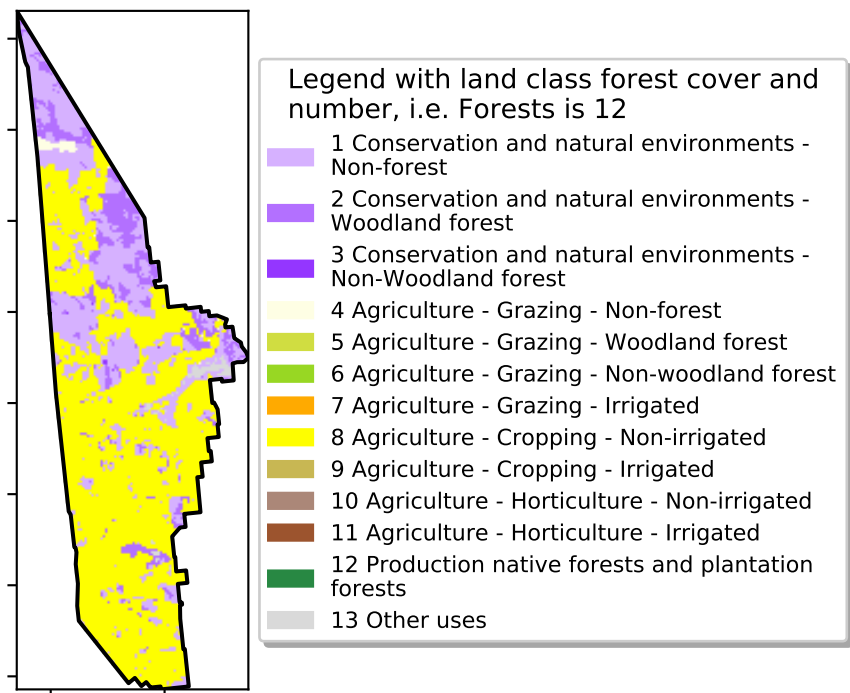 Legend with land class forest cover and
number, i.e. Forests is 12
1 Conservation and natural environments -
Non-forest
2 Conservation and natural environments -
Woodland forest
3 Conservation and natural environments -
Non-Woodland forest
4 Agriculture - Grazing - Non-forest
5 Agriculture - Grazing - Woodland forest
6 Agriculture - Grazing - Non-woodland forest
7 Agriculture - Grazing - Irrigated
8 Agriculture - Cropping - Non-irrigated
9 Agriculture - Cropping - Irrigated
10 Agriculture - Horticulture - Non-irrigated
11 Agriculture - Horticulture - Irrigated
12 Production native forests and plantation
forests
13 Other uses